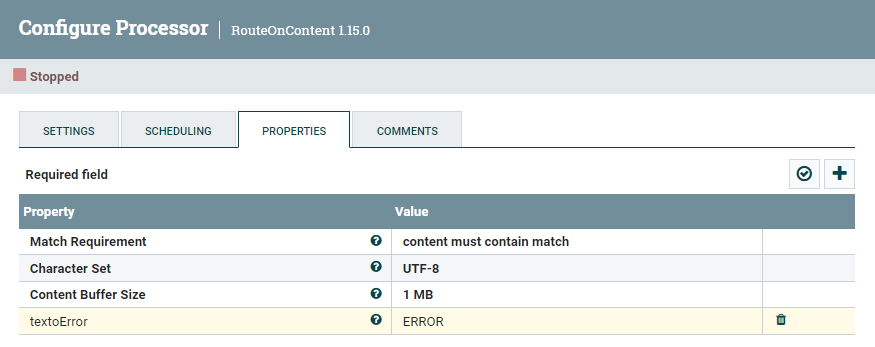 Configure Processor | RouteOnContent 1.15.0
Stopped
SETTINGS SCHEDULING PROPERTIES COMMENTS
Required field
Property Value
Match Requirement content must contain match
Character Set UTF-8
Content Buffer Size 1 MB
textoError ERROR